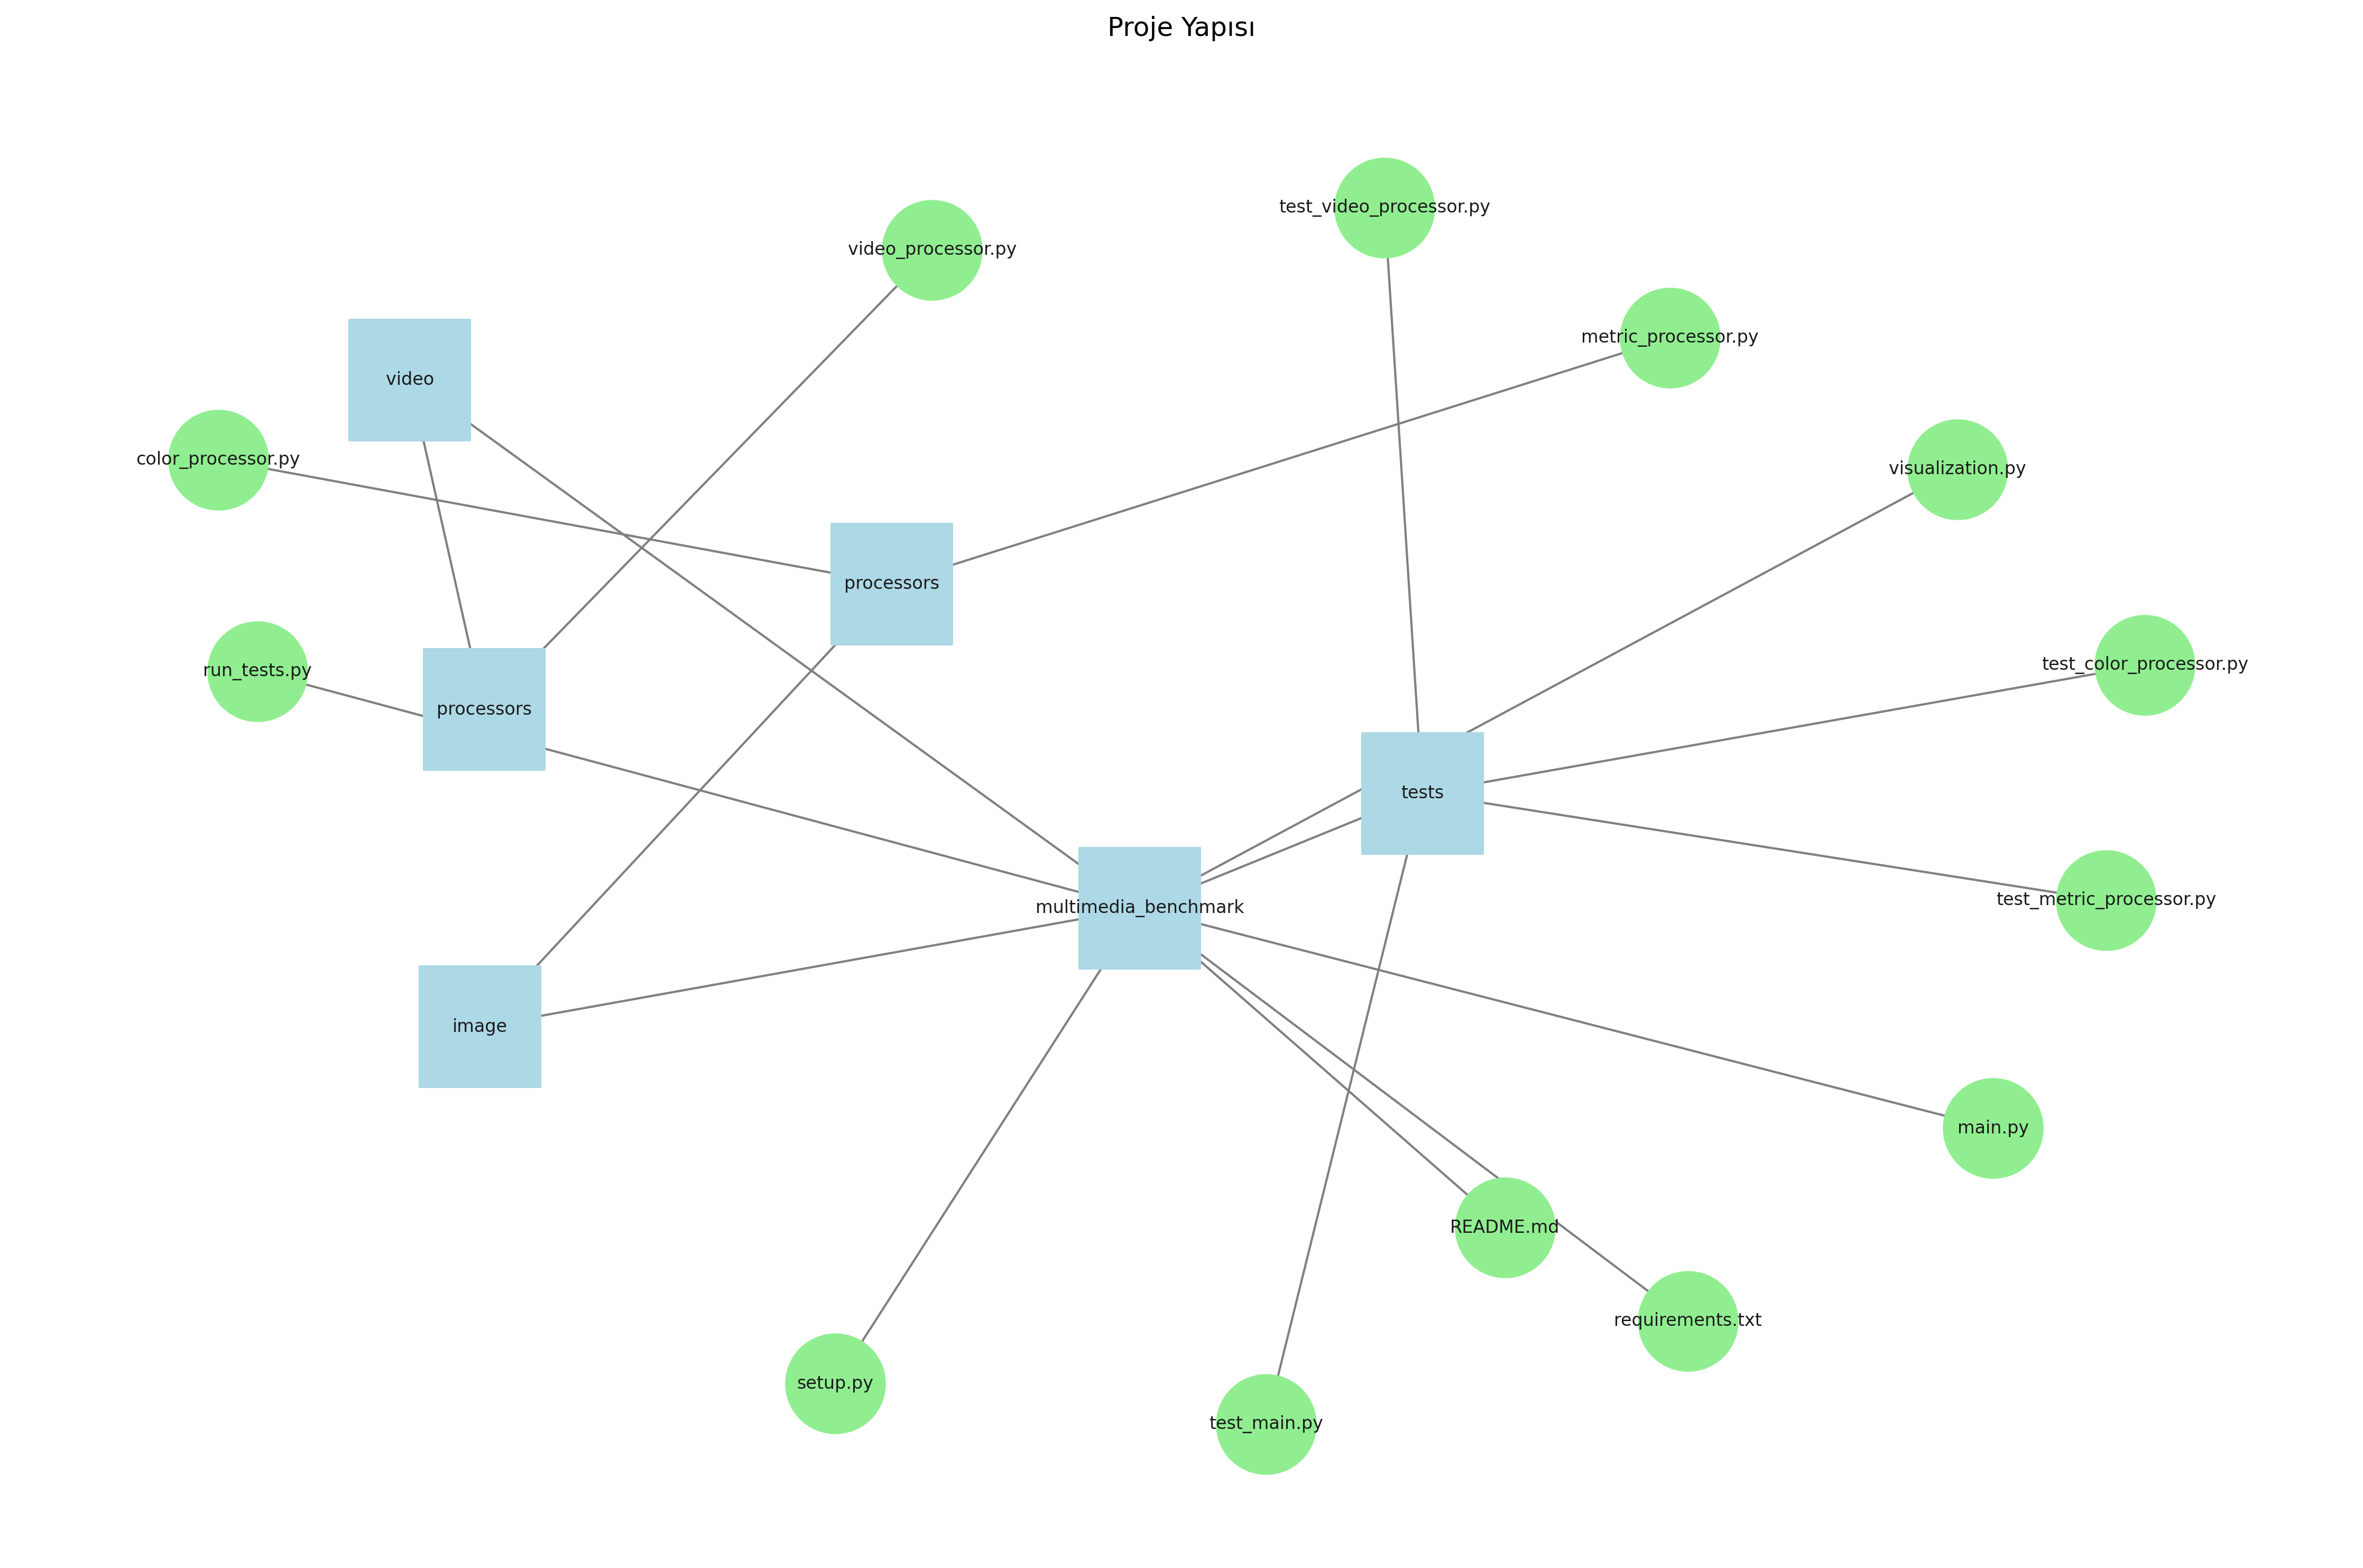 Proje Yapısı
test_video_processor.py
video_processor.py
metric_processor.py
video
color_processor.py
visualization.py
processors
test_color_processor.py
run_tests.py
processors
tests
test_metric_processor.py
multimedia_benchmark
image
main.py
README.md
requirements.txt
setup.py
test_main.py